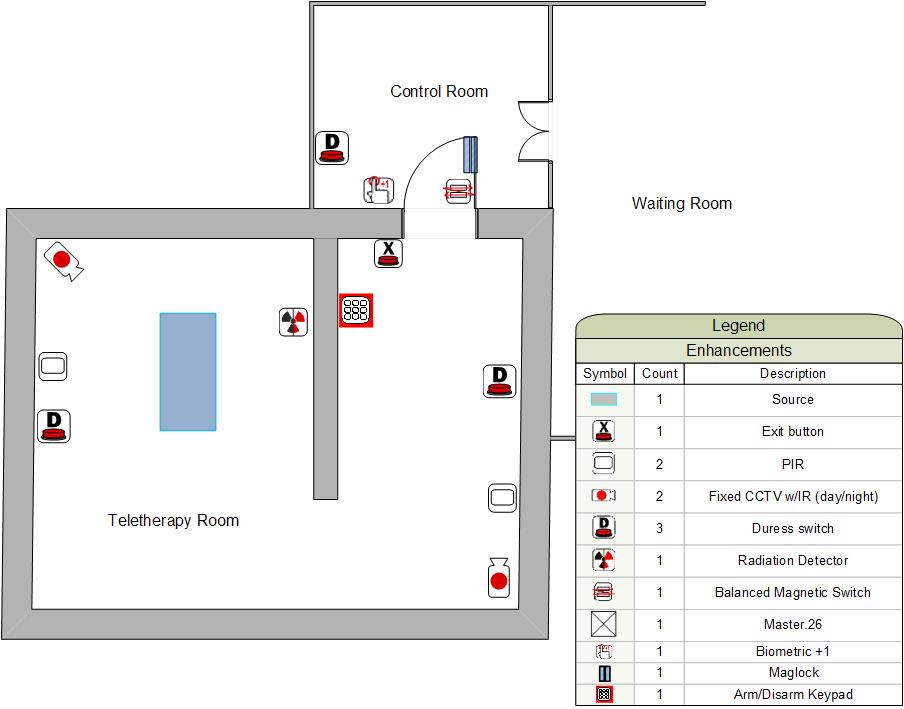 Control Room
D
+1
Waiting Room
X
D
D
Teletherapy Room
Legend
Enhancements
Symbol Count Description
1 Source
X 1 Exit button
2 PIR
2 Fixed CCTV w/IR (day/night)
D 3 Duress switch
1 Radiation Detector
1 Balanced Magnetic Switch
1 Master.26
1 Biometric +1
1 Maglock
1 Arm/Disarm Keypad